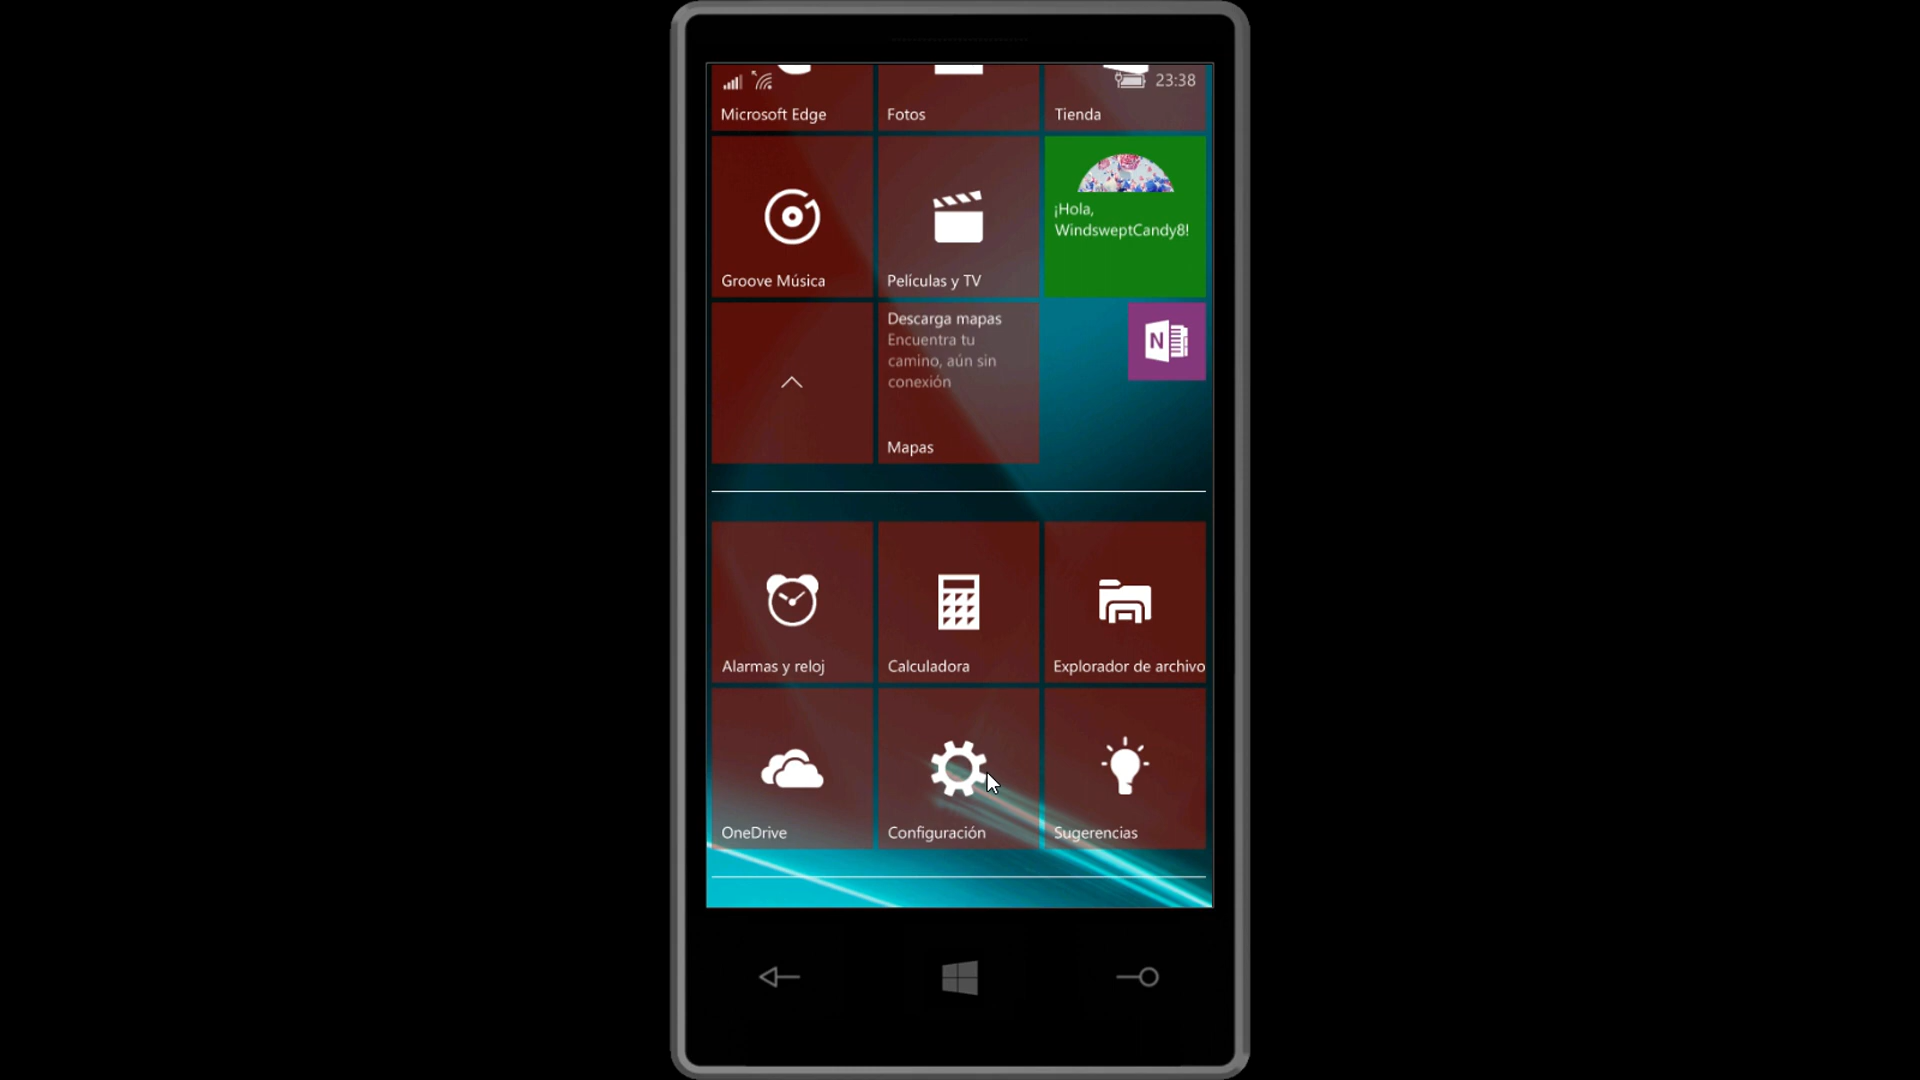 23:38
Microsoft Edge
Fotos
Tienda
¡Hola,
WindsweptCandy8!
Groove Música
Películas y TV
Descarga mapas
Encuentra tu
camino, aún sin
conexión
N
Mapas
Alarmas y reloj
Calculadora
Explorador de archivo
OneDrive
Configuración
Sugerencias